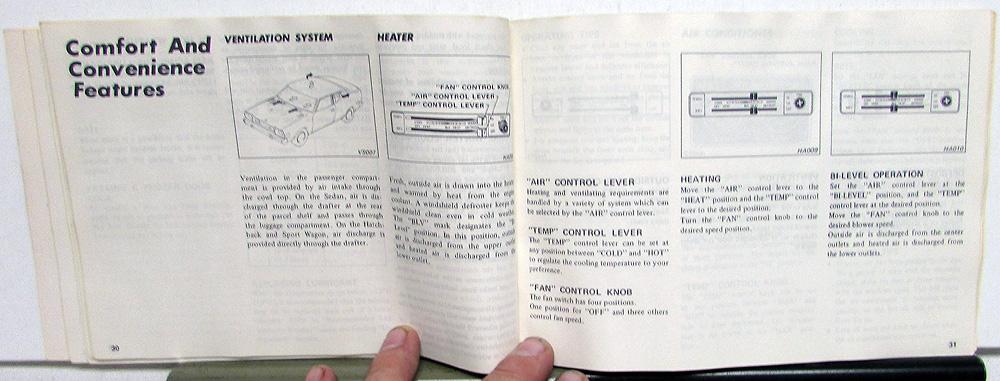 Comfort And
Convenience
Features
VENTILATION SYSTEM
VS007
Ventilation in the passenger compart-
ment is provided by air intake through
the cowl top. On the Sedan, air is dis-
charged through the drafter at the rear
of the parcel shelf and passes through
the luggage compartment. On the Hatch-
back and Sport Wagon, air discharge is
provided directly through the drafter.
HEATER
"FAN" CONTROL KNOB
"AIR" CONTROL LEVER
"TEMP" CONTROL LEVER
Fresh, outside air is drawn into the
and warmed by heat from the
coolant. A windshield defroster keeps
windshield clean even in cold
The "BI.V" mark designates the
Level" position. In this position,
air is discharged from the upper
and heated air is discharged from
lower outlet.
30
"AIR" CONTROL LEVER
Heating and ventilating requirements are
handled by a variety of system which can
be selected by the "AIR" control lever.
"TEMP" CONTROL LEVER
The "TEMP" control lever can be set at
any position between "COLD" and "HOT"
to regulate the cooling temperature to your
preference.
"FAN" CONTROL KNOB
The fan switch has four positions.
One position for "OFF" and three others
control fan speed.
HA009
HEATING
Move the "AIR" control lever to the
"HEAT" position and the "TEMP" control
lever to the desired position.
Turn the "FAN" control knob to the
desired speed position.
HA010
BI-LEVEL OPERATION
Set the "AIR" control lever at the
"BI-LEVEL" position, and the "TEMP"
control lever at the desired position.
Move the "FAN" control knob to the
desired blower speed.
Outside air is discharged from the center
outlets and heated air is discharged from
the lower outlets.
31